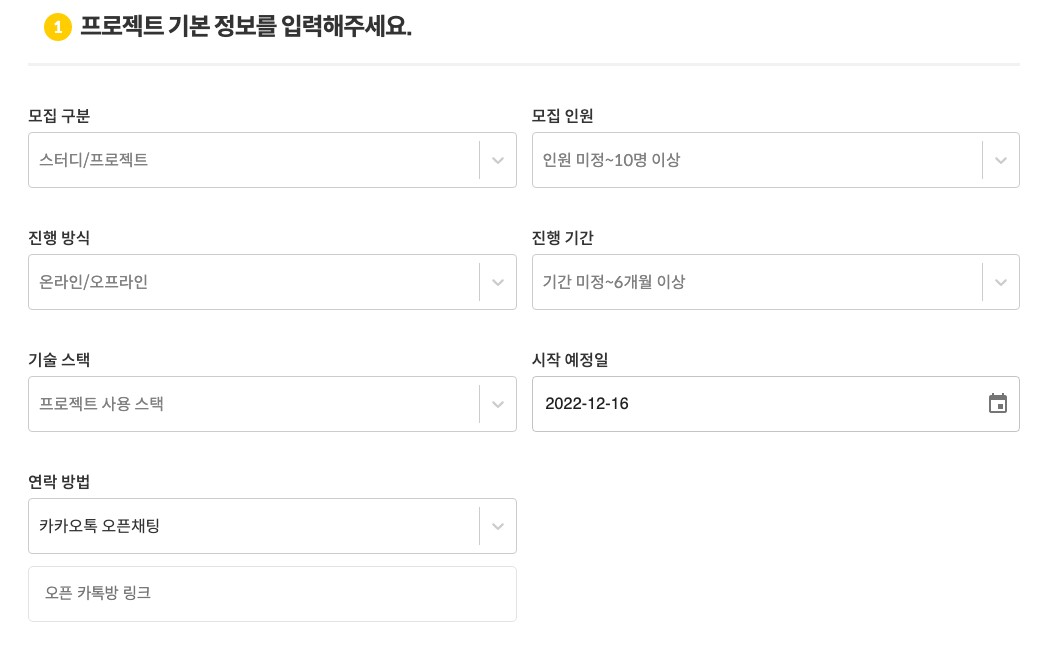 1 프로젝트 기본 정보를 입력해주세요.
모집 구분
스터디/프로젝트
모집 인원
인원 미정~10명 이상
진행 방식
온라인/오프라인
진행 기간
기간 미정~6개월 이상
기술 스택
프로젝트 사용 스택
시작 예정일
2022-12-16
연락 방법
카카오톡 오픈채팅
오픈 카톡방 링크